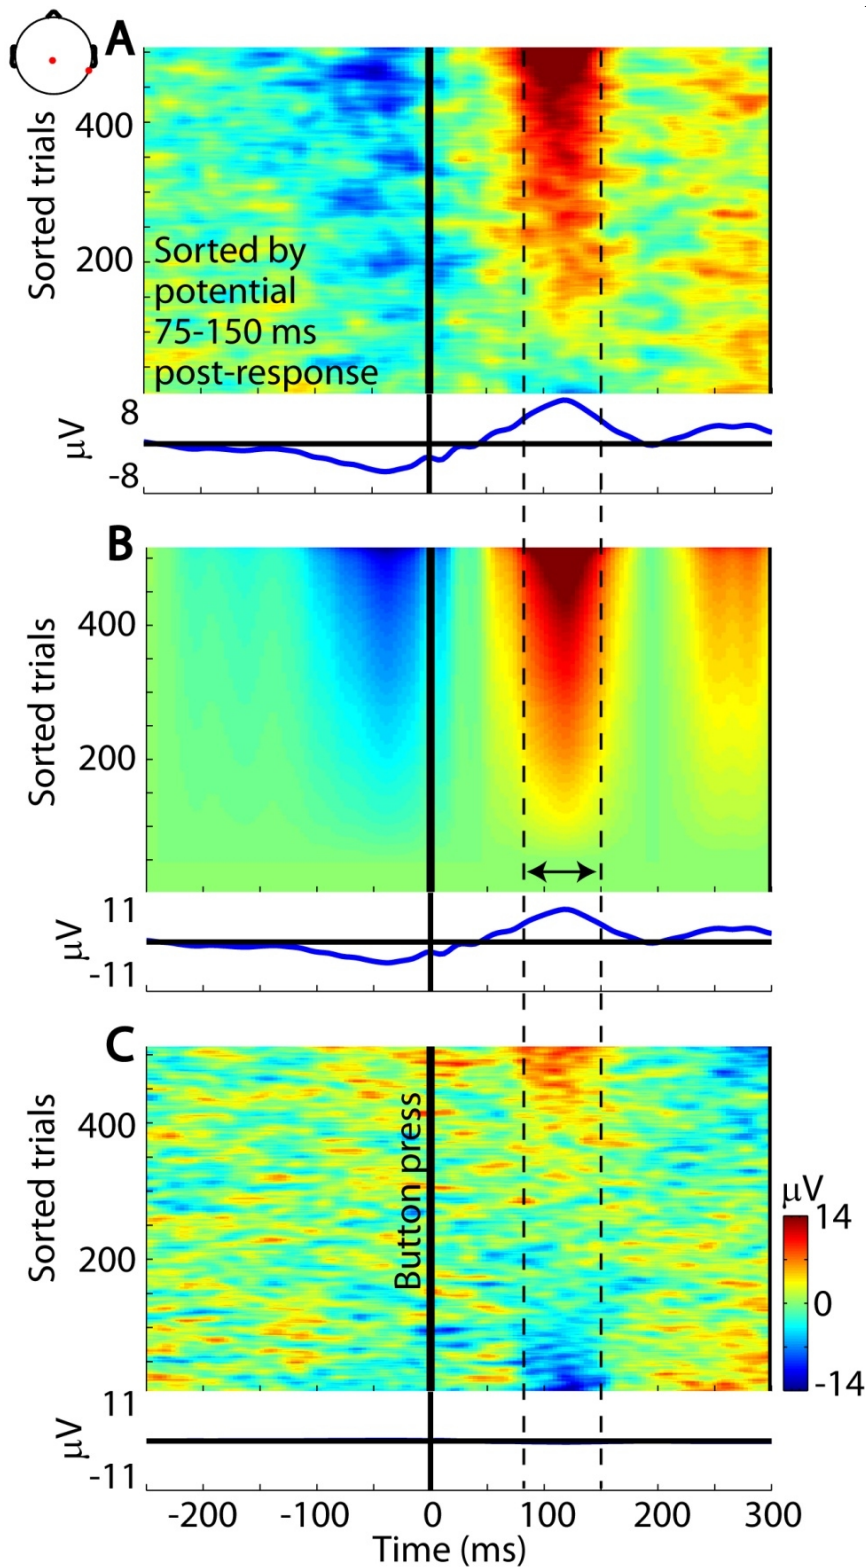 A
Sorted trials
400
200
Sorted by
potential
75-150 ms
post-response
μV
8
-8
B
Sorted trials
400
200
μV
11
-11
C
Sorted trials
400
200
Button press
μV
14
0
-14
μV
11
-11
-200 -100 0 100 200 300
Time (ms)